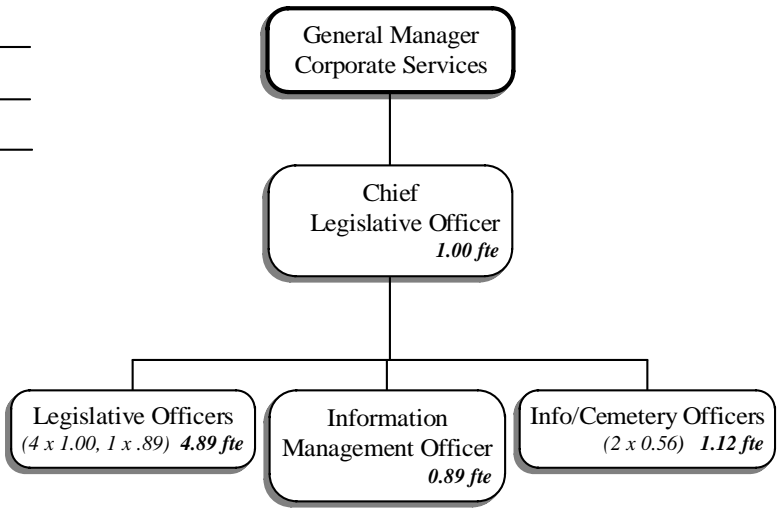 General Manager
Corporate Services
Chief
Legislative Officer
1.00 fte
Legislative Officers
(4 x 1.00, 1 x .89) 4.89 fte
Information
Management Officer
0.89 fte
Info/Cemetery Officers
(2 x 0.56) 1.12 fte